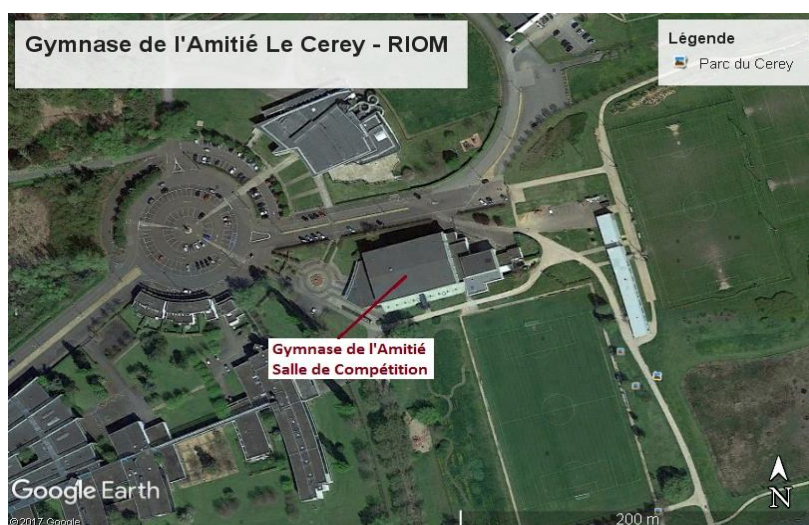 Gymnase de l'Amitié Le Cerey - RIOM
Légende
Parc du Cerey
Gymnase de l'Amitié
Salle de Compétition
Google Earth
©2017 Google
200 m
N